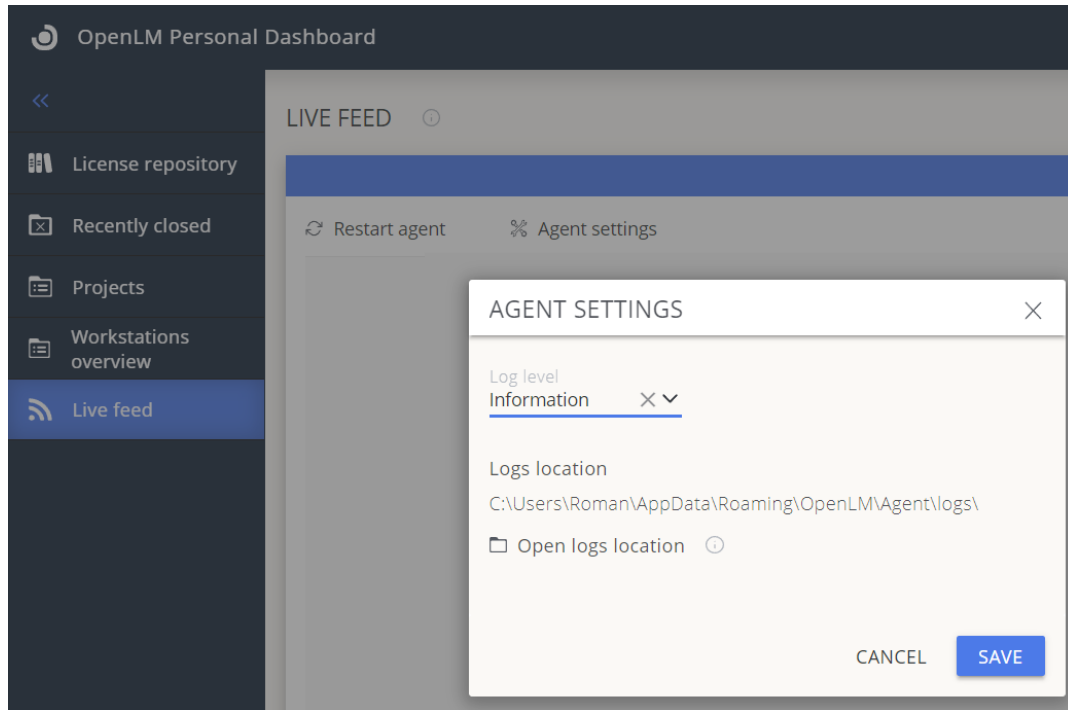 OpenLM Personal Dashboard
LIVE FEED
License repository
Recently closed
Projects
Workstations
overview
Live feed
Restart agent
Agent settings
AGENT SETTINGS
Log level
Information
Logs location
C:\Users\Roman\AppData\Roaming\OpenLM\Agent\logs\
Open logs location
CANCEL
SAVE